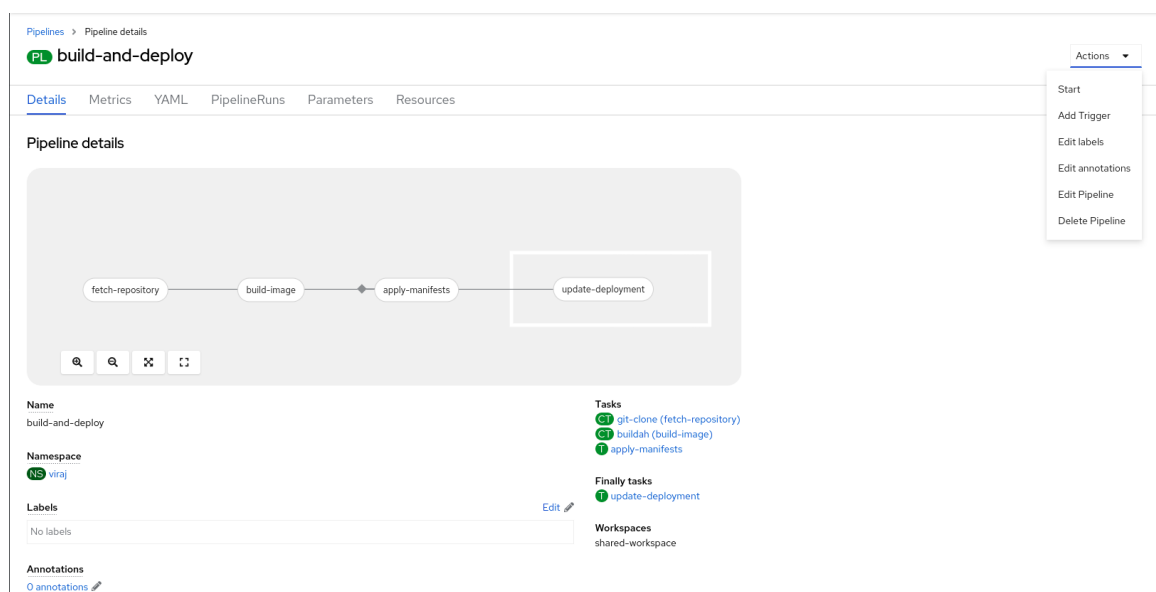 Pipelines > Pipeline details
PL build-and-deploy
Actions
Start
Add Trigger
Edit labels
Edit annotations
Edit Pipeline
Delete Pipeline
Details Metrics YAML PipelineRuns Parameters Resources
Pipeline details
fetch-repository build-image apply-manifests update-deployment
Name
build-and-deploy
Namespace
NS viraj
Labels Edit
No labels
Annotations
0 annotations
Tasks
CT git-clone (fetch-repository)
CT buildah (build-image)
T apply-manifests
Finally tasks
T update-deployment
Workspaces
shared-workspace